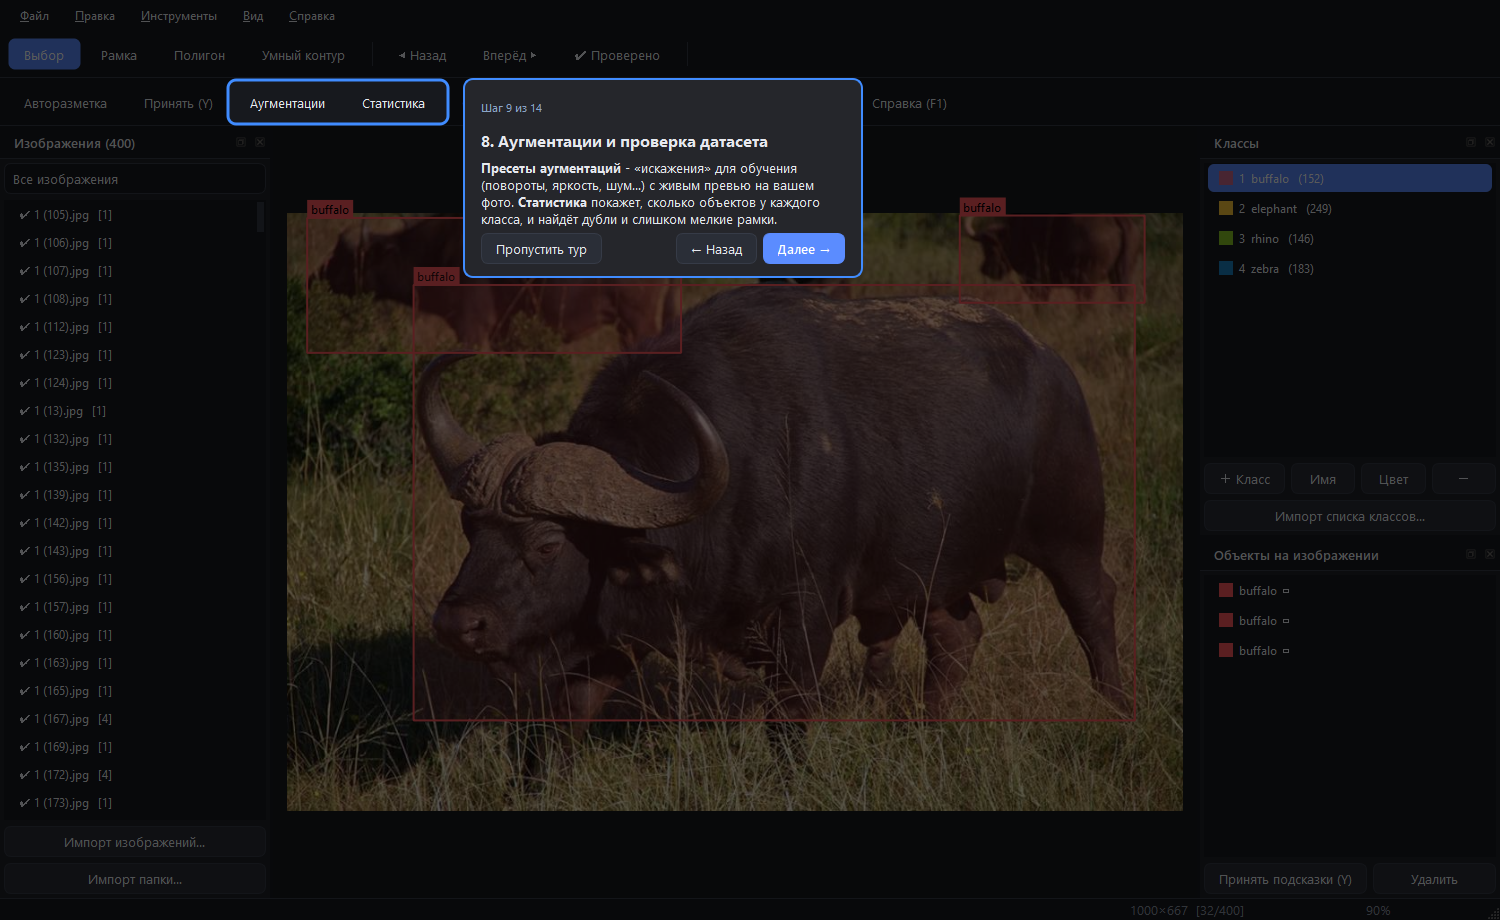 Файл Правка Инструменты Вид Справка
Выбор Рамка Полигон Умный контур ◂ Назад Вперёд ▸ ✔ Проверено
Авторазметка Принять (Y) Аугментации Статистика Справка (F1)
Шаг 9 из 14
8. Аугментации и проверка датасета
Пресеты аугментаций - «искажения» для обучения
(повороты, яркость, шум...) с живым превью на вашем
фото. Статистика покажет, сколько объектов у каждого
класса, и найдёт дубли и слишком мелкие рамки.
Пропустить тур ← Назад Далее →
Изображения (400)
Все изображения
✔ 1 (105).jpg [1]
✔ 1 (106).jpg [1]
✔ 1 (107).jpg [1]
✔ 1 (108).jpg [1]
✔ 1 (112).jpg [1]
✔ 1 (123).jpg [1]
✔ 1 (124).jpg [1]
✔ 1 (13).jpg [1]
✔ 1 (132).jpg [1]
✔ 1 (135).jpg [1]
✔ 1 (139).jpg [1]
✔ 1 (142).jpg [1]
✔ 1 (143).jpg [1]
✔ 1 (156).jpg [1]
✔ 1 (157).jpg [1]
✔ 1 (160).jpg [1]
✔ 1 (163).jpg [1]
✔ 1 (165).jpg [1]
✔ 1 (167).jpg [4]
✔ 1 (169).jpg [1]
✔ 1 (172).jpg [4]
✔ 1 (173).jpg [1]
Импорт изображений...
Импорт папки...
buffalo
buffalo
buffalo
Классы
1 buffalo (152)
2 elephant (249)
3 rhino (146)
4 zebra (183)
+ Класс Имя Цвет −
Импорт списка классов...
Объекты на изображении
buffalo ▭
buffalo ▭
buffalo ▭
Принять подсказки (Y) Удалить
1000×667 [32/400] 90%